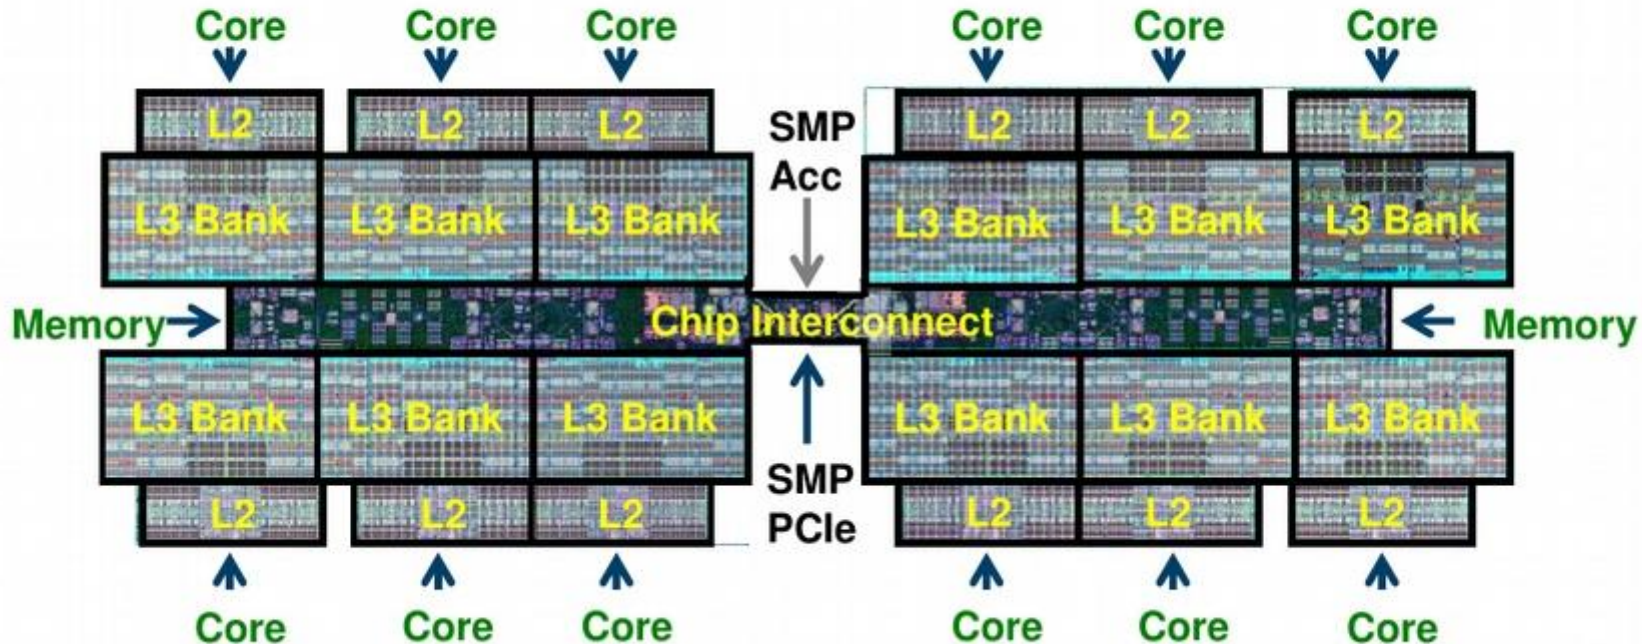 Core Core Core Core Core Core
L2 L2 L2 L2 L2 L2
SMP
Acc
L3 Bank L3 Bank L3 Bank L3 Bank L3 Bank L3 Bank
Memory Chip Interconnect Memory
L3 Bank L3 Bank L3 Bank L3 Bank L3 Bank L3 Bank
SMP
PCIe
L2 L2 L2 L2 L2 L2
Core Core Core Core Core Core